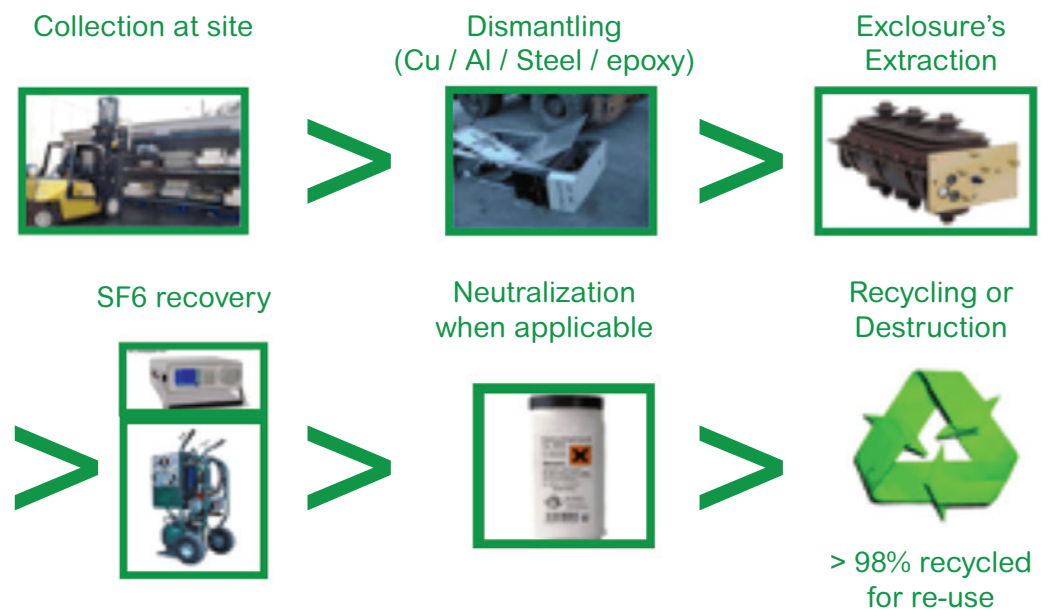 Collection at site
Dismantling
(Cu / Al / Steel / epoxy)
Exclosure's
Extraction
SF6 recovery
Neutralization
when applicable
Recycling or
Destruction
> 98% recycled
for re-use